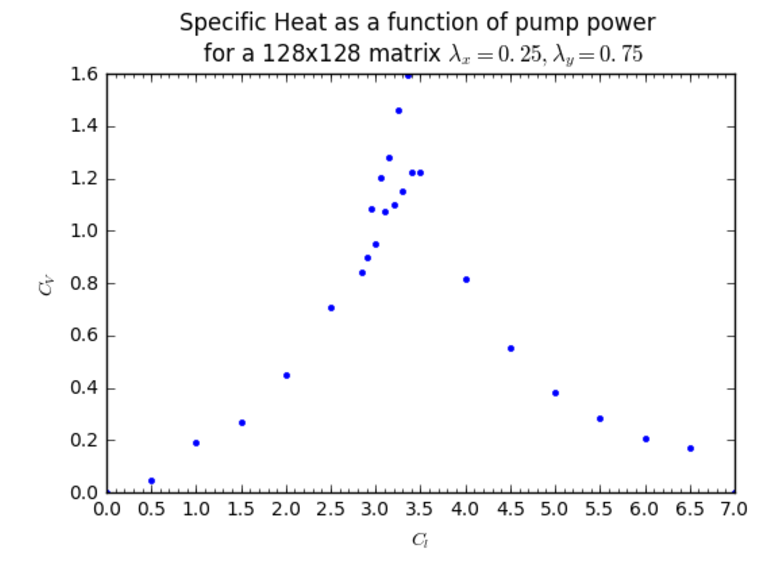 Specific Heat as a function of pump power
for a 128x128 matrix λx = 0.25, λy = 0.75
1.6
1.4
1.2
1.0
0.8
0.6
0.4
0.2
0.0
C_V
0.0 0.5 1.0 1.5 2.0 2.5 3.0 3.5 4.0 4.5 5.0 5.5 6.0 6.5 7.0
C_l